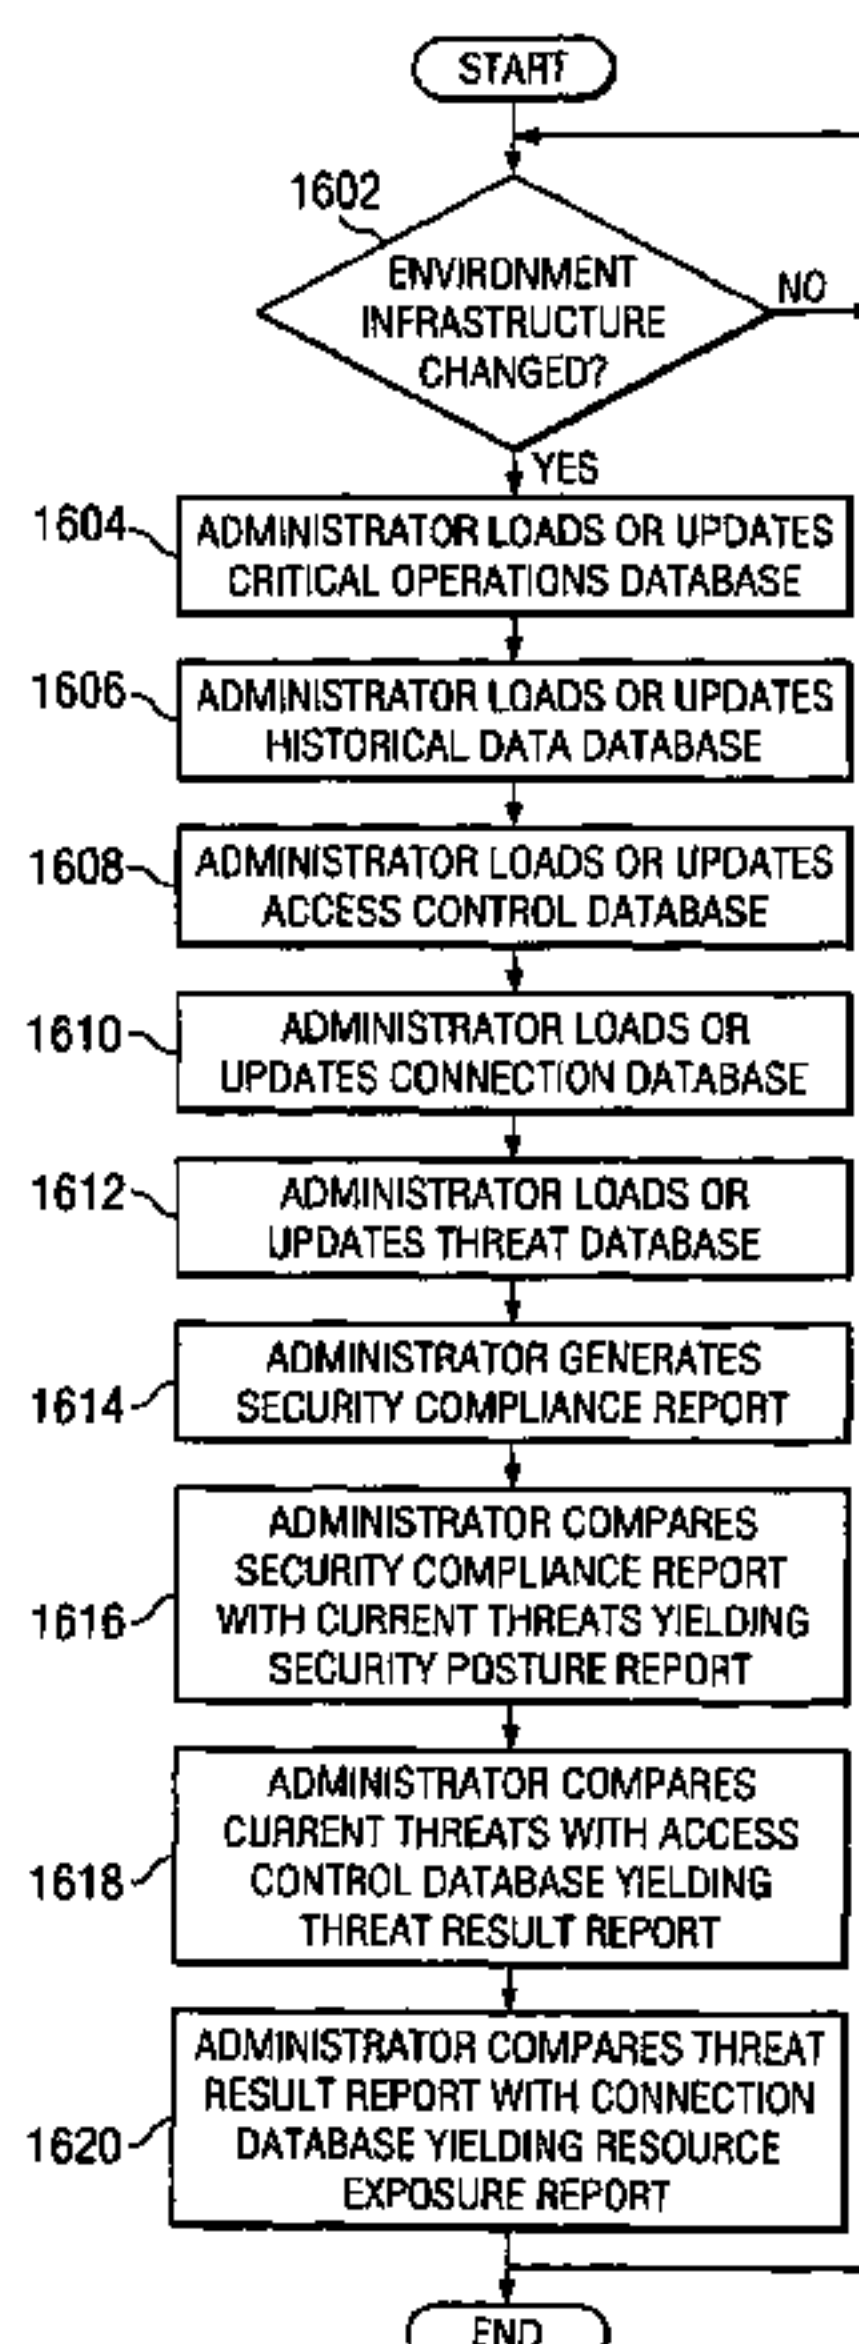 START
1602
ENVIRONMENT
INFRASTRUCTURE
CHANGED?
NO
YES
1604
ADMINISTRATOR LOADS OR UPDATES
CRITICAL OPERATIONS DATABASE
1606
ADMINISTRATOR LOADS OR UPDATES
HISTORICAL DATA DATABASE
1608
ADMINISTRATOR LOADS OR UPDATES
ACCESS CONTROL DATABASE
1610
ADMINISTRATOR LOADS OR
UPDATES CONNECTION DATABASE
1612
ADMINISTRATOR LOADS OR
UPDATES THREAT DATABASE
1614
ADMINISTRATOR GENERATES
SECURITY COMPLIANCE REPORT
1616
ADMINISTRATOR COMPARES
SECURITY COMPLIANCE REPORT
WITH CURRENT THREATS YIELDING
SECURITY POSTURE REPORT
1618
ADMINISTRATOR COMPARES
CURRENT THREATS WITH ACCESS
CONTROL DATABASE YIELDING
THREAT RESULT REPORT
1620
ADMINISTRATOR COMPARES THREAT
RESULT REPORT WITH CONNECTION
DATABASE YIELDING RESOURCE
EXPOSURE REPORT
END